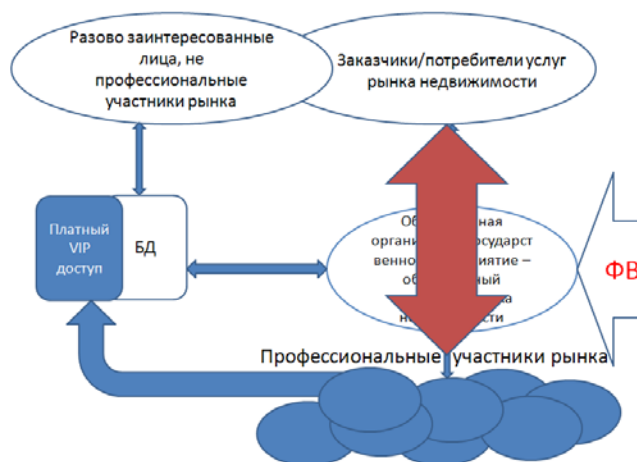 Разово заинтересованные
лица, не
профессиональные
участники рынка
Заказчики/потребители услуг
рынка недвижимости
Платный
VIP
доступ
БД
ФВ
Профессиональные участники рынка